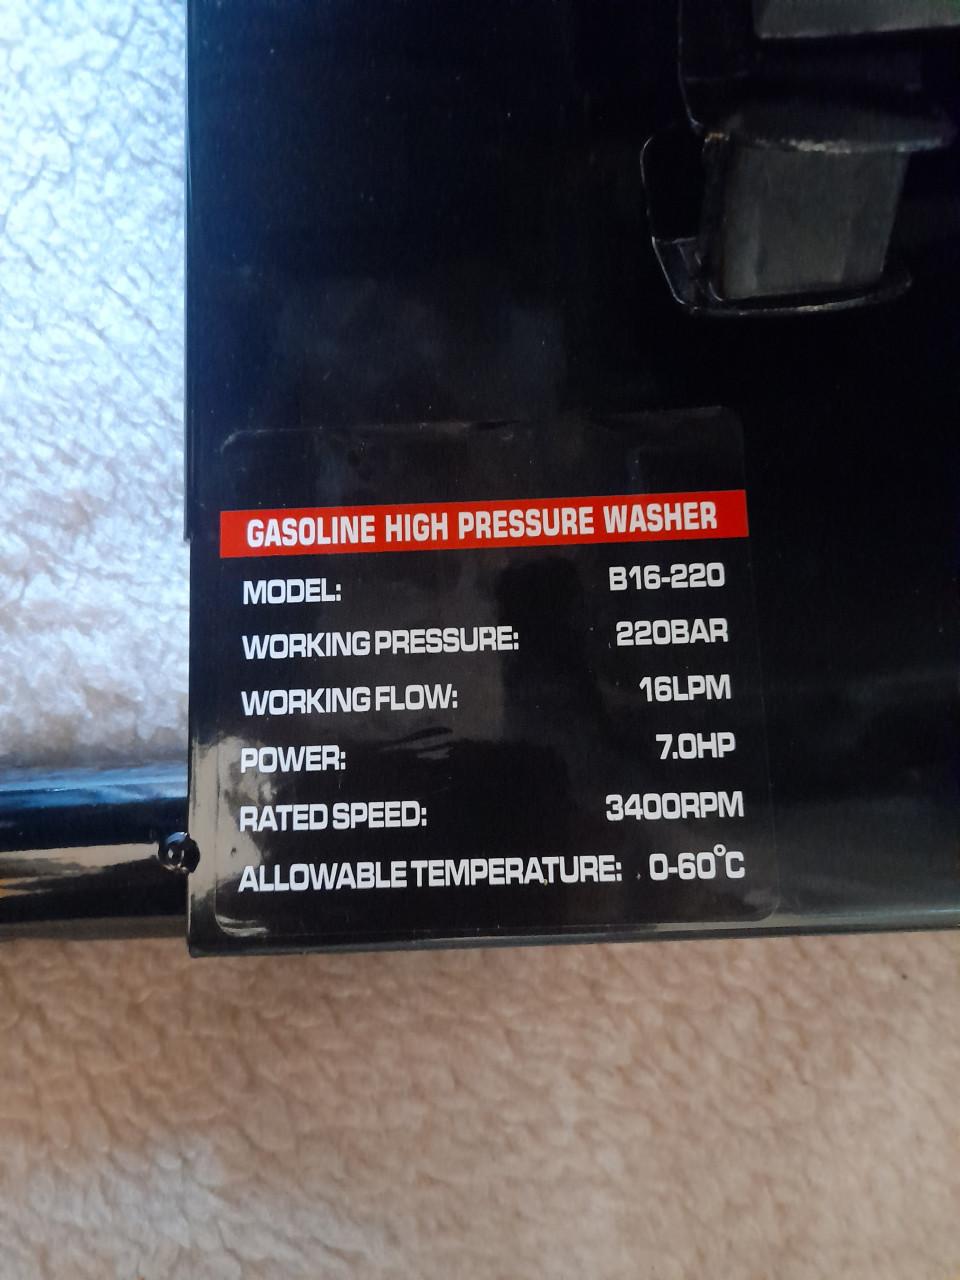 GASOLINE HIGH PRESSURE WASHER
MODEL: B16-220
WORKING PRESSURE: 220BAR
WORKING FLOW: 16LPM
POWER: 7.0HP
RATED SPEED: 3400RPM
ALLOWABLE TEMPERATURE: 0-60°C